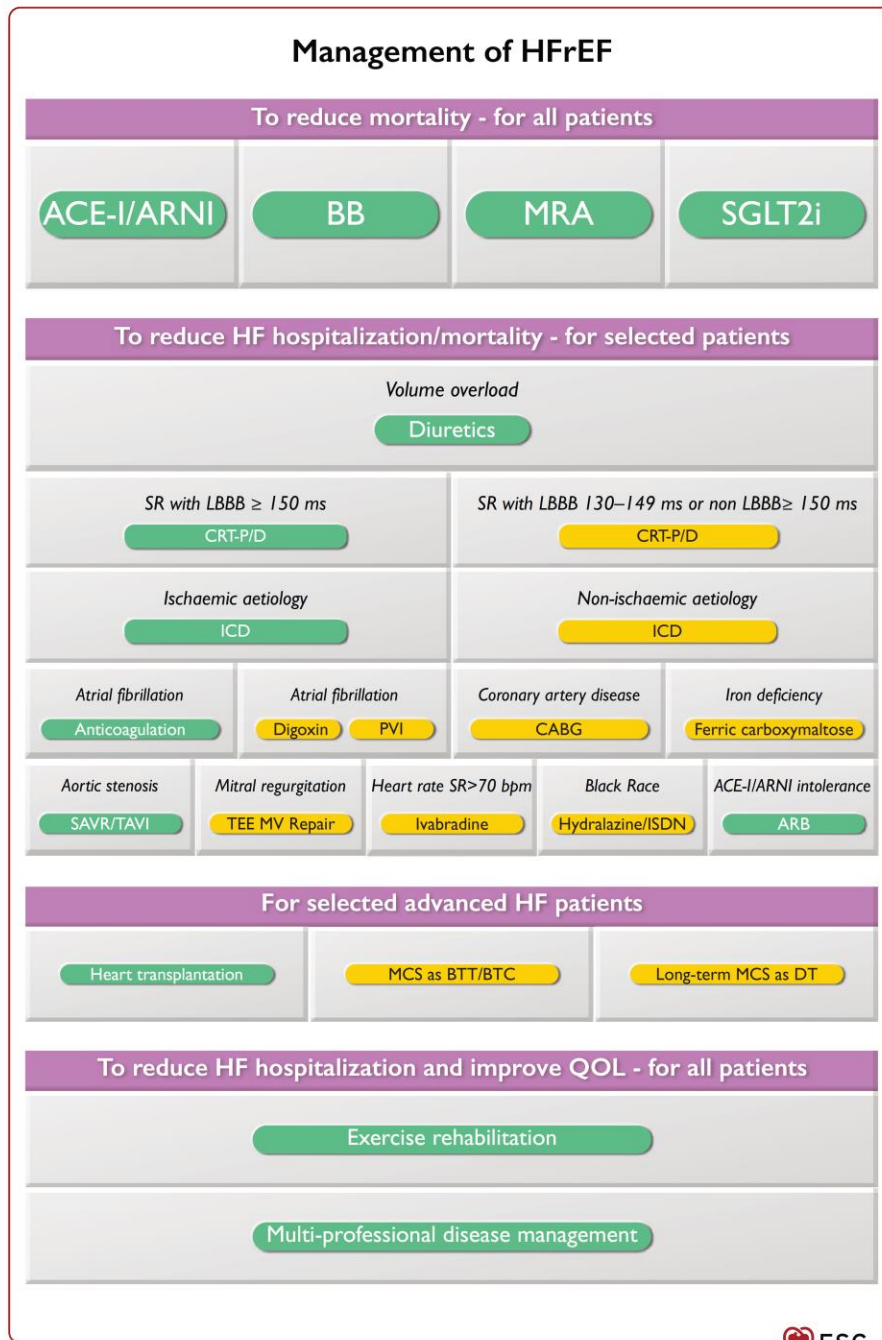 Management of HFrEF
To reduce mortality - for all patients
ACE-I/ARNI
BB
MRA
SGLT2i
To reduce HF hospitalization/mortality - for selected patients
Volume overload
Diuretics
SR with LBBB ≥ 150 ms
CRT-P/D
SR with LBBB 130–149 ms or non LBBB≥ 150 ms
CRT-P/D
Ischaemic aetiology
ICD
Non-ischaemic aetiology
ICD
Atrial fibrillation
Anticoagulation
Atrial fibrillation
Digoxin
PVI
Coronary artery disease
CABG
Iron deficiency
Ferric carboxymaltose
Aortic stenosis
SAVR/TAVI
Mitral regurgitation
TEE MV Repair
Heart rate SR>70 bpm
Ivabradine
Black Race
Hydralazine/ISDN
ACE-I/ARNI intolerance
ARB
For selected advanced HF patients
Heart transplantation
MCS as BTT/BTC
Long-term MCS as DT
To reduce HF hospitalization and improve QOL - for all patients
Exercise rehabilitation
Multi-professional disease management
ESC